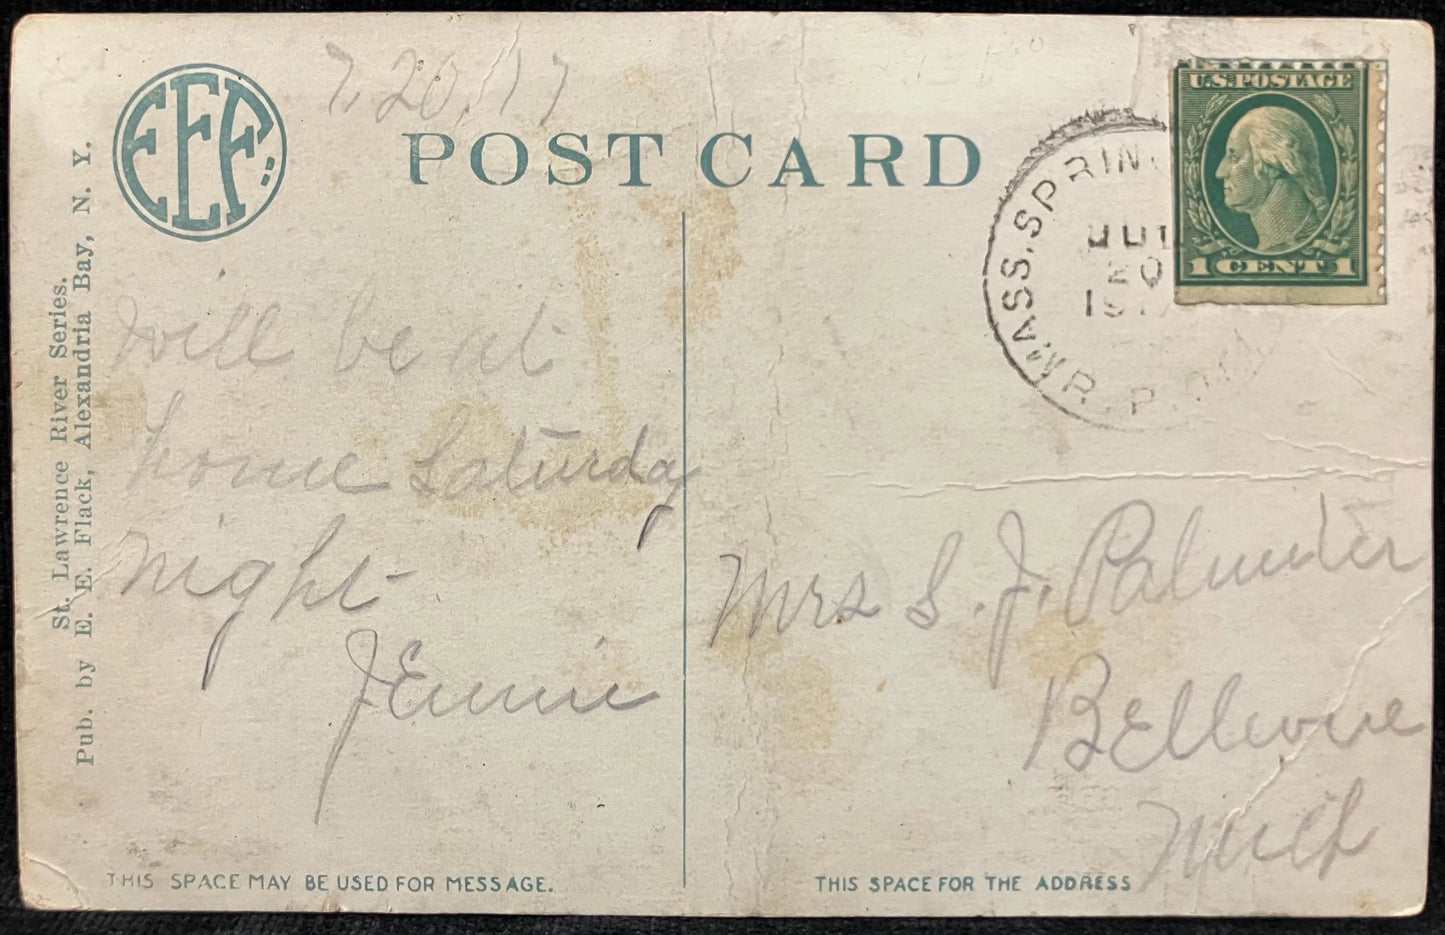 7.20.17
EEF
POST CARD
U.S. POSTAGE
1 CENT 1
MASS. SPRIN
JUL
20
191
R. P. O.
St. Lawrence River Series.
Pub. by E. E. Flack, Alexandria Bay, N. Y.
will be at
home Saturday
night
Jennie
Mrs S. J.
Bellevue
Mich
THIS SPACE MAY BE USED FOR MESSAGE.
THIS SPACE FOR THE ADDRESS